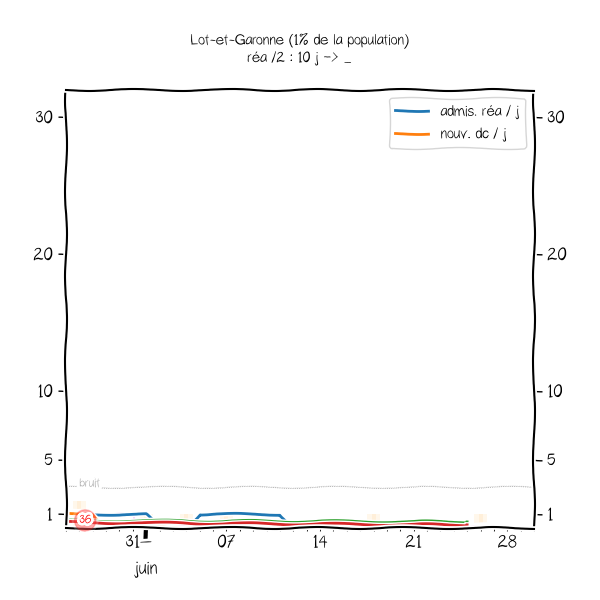 Lot-et-Garonne (1% de la population)
réa /2 : 10 j -> _
admis. réa / j
nouv. dc / j
30
30
20
20
10
10
5
5
bruit
1
36
1
31
07
14
21
28
juin